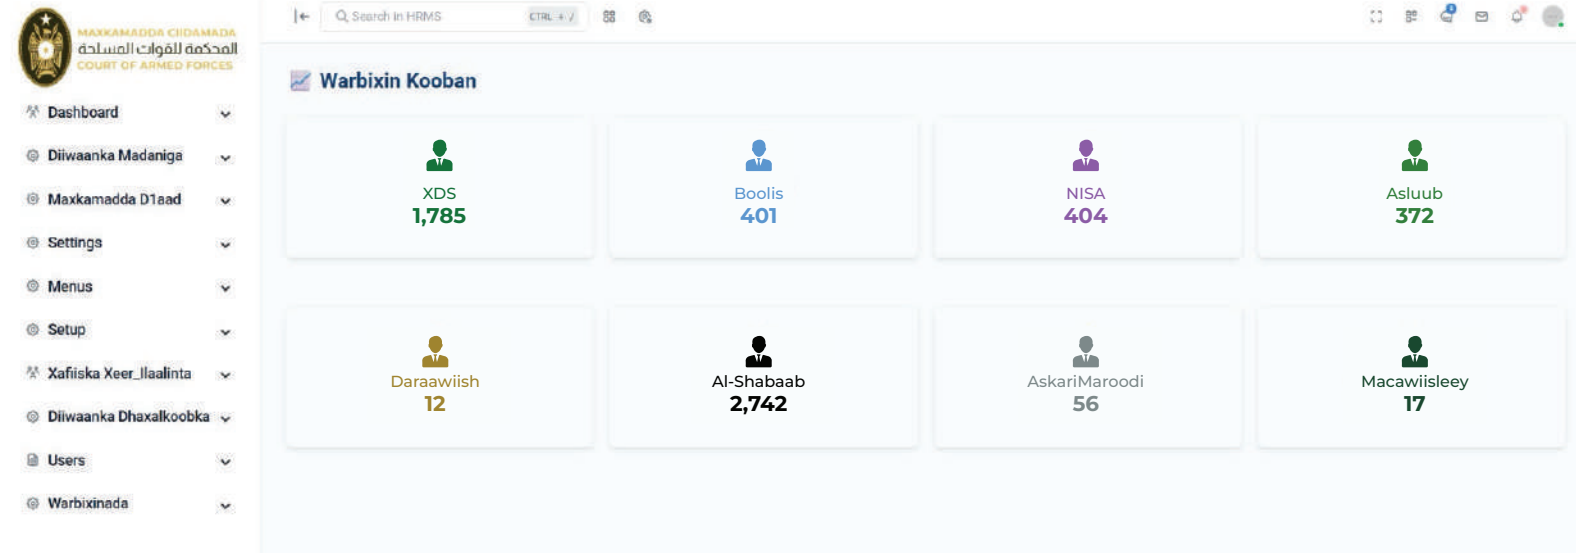 MAXKAMADDA CIIDAMADA
المحكمة للقوات المسلحة
COURT OF ARMED FORCES
Dashboard
Diiwaanka Madaniga
Maxkamadda D1aad
Settings
Menus
Setup
Xafiiska Xeer_Ilaalinta
Diiwaanka Dhaxalkoobka
Users
Warbixinada
Search in HRMS
CTRL + /
Warbixin Kooban
XDS
1,785
Boolis
401
NISA
404
Asluub
372
Daraawiish
12
Al-Shabaab
2,742
AskariMaroodi
56
Macawiisleey
17